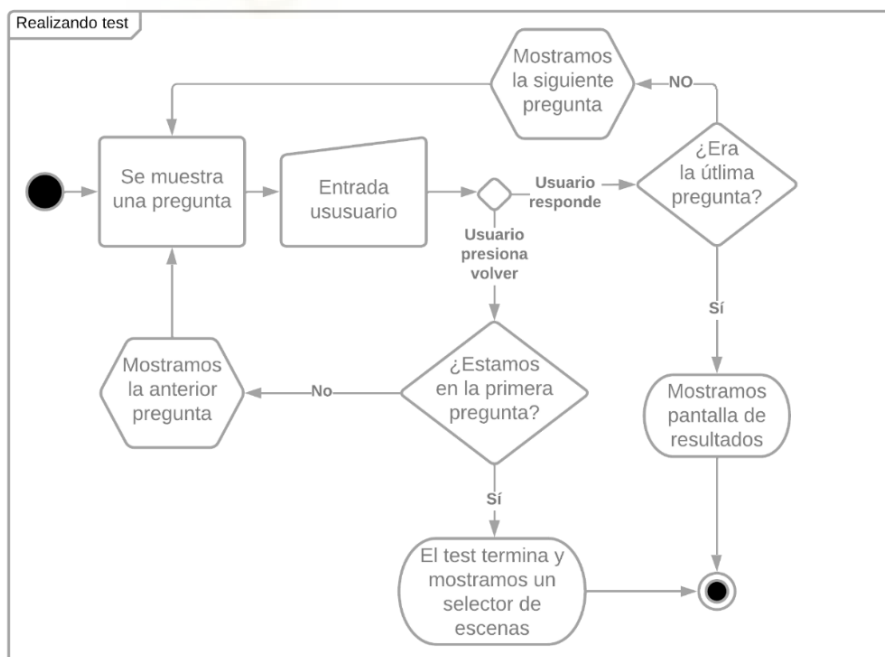 Realizando test
Mostramos
la siguiente
pregunta
NO
¿Era
la útlima
pregunta?
Se muestra
una pregunta
Entrada
ususuario
Usuario
responde
Usuario
presiona
volver
Sí
Mostramos
la anterior
pregunta
No
¿Estamos
en la primera
pregunta?
Mostramos
pantalla de
resultados
Sí
El test termina y
mostramos un
selector de
escenas